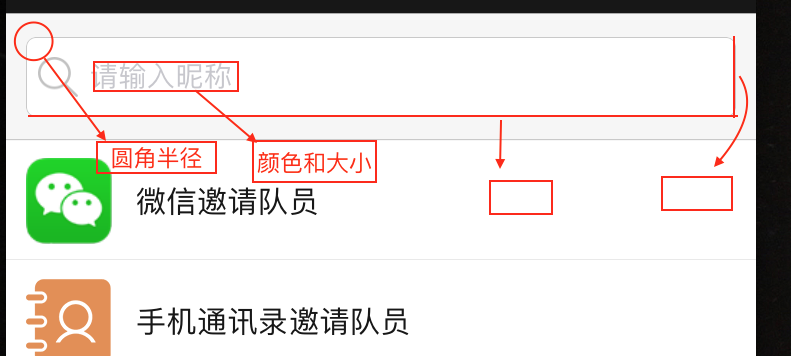 请输入昵称
圆角半径
颜色和大小
微信邀请队员
手机通讯录邀请队员